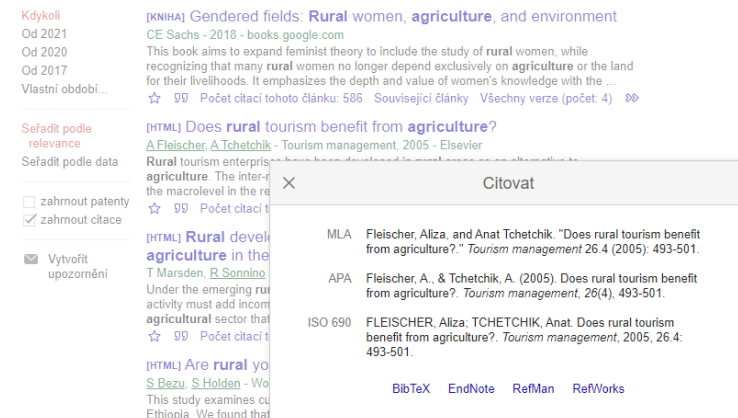 Kdykoli
Od 2021
Od 2020
Od 2017
Vlastní období...
Seřadit podle
relevance
Seřadit podle data
zahrnout patenty
zahrnout citace
Vytvořit
upozornění
[KNIHA] Gendered fields: Rural women, agriculture, and environment
CE Sachs - 2018 - books.google.com
This book aims to expand feminist theory to include the study of rural women, while
recognizing that many rural women no longer depend exclusively on agriculture or the land
for their livelihoods. It emphasizes the depth and value of women's knowledge with the ...
Počet citací tohoto článku: 586 Související články Všechny verze (počet: 4)
[HTML] Does rural tourism benefit from agriculture?
A Fleischer, A Tchetchik - Tourism management, 2005 - Elsevier
Rural tourism enterprises have been developed in rural areas as an alternative to
agriculture. The inter-r
the macrolevel in the re
Počet citací t
[HTML] Rural devel
agriculture in the
T Marsden, R Sonnino
Under the emerging rur
activity must add incom
agricultural sector that
Počet citací t
[HTML] Are rural yo
S Bezu, S Holden - Wo
This study examines cu
Ethiopia. We found that
Citovat
MLA Fleischer, Aliza, and Anat Tchetchik. "Does rural tourism benefit
from agriculture?." Tourism management 26.4 (2005): 493-501.
APA Fleischer, A., & Tchetchik, A. (2005). Does rural tourism benefit
from agriculture?. Tourism management, 26(4), 493-501.
ISO 690 FLEISCHER, Aliza; TCHETCHIK, Anat. Does rural tourism
benefit from agriculture?. Tourism management, 2005, 26.4:
493-501.
BibTeX EndNote RefMan RefWorks